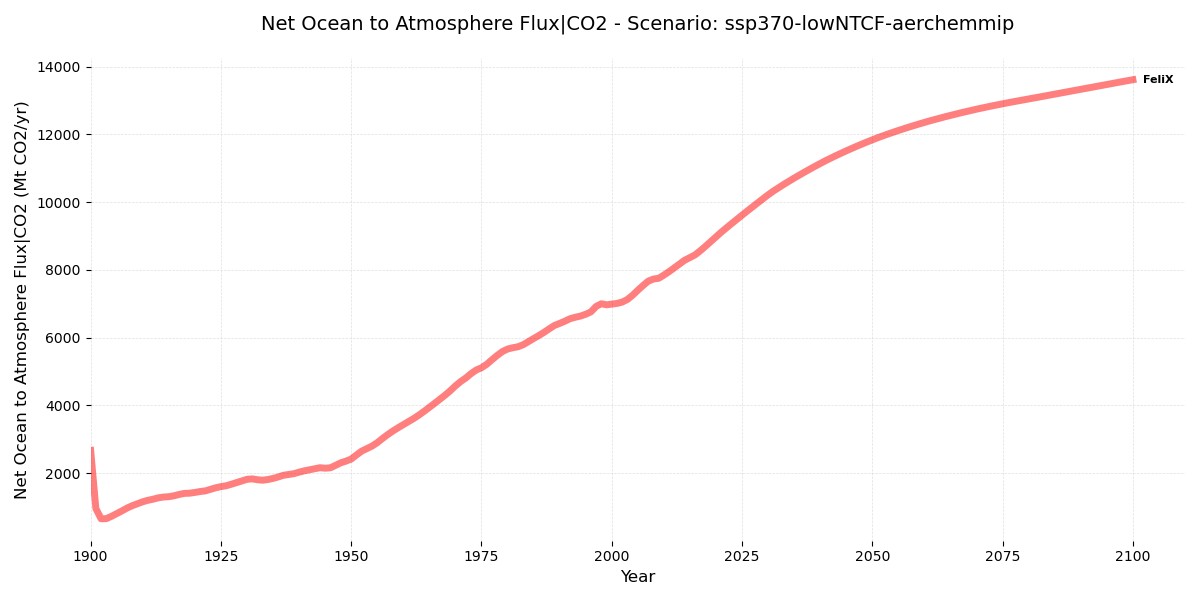 Net Ocean to Atmosphere Flux|CO2 - Scenario: ssp370-lowNTCF-aerchemmip
Net Ocean to Atmosphere Flux|CO2 (Mt CO2/yr)
14000
12000
10000
8000
6000
4000
2000
FeliX
1900 1925 1950 1975 2000 2025 2050 2075 2100
Year